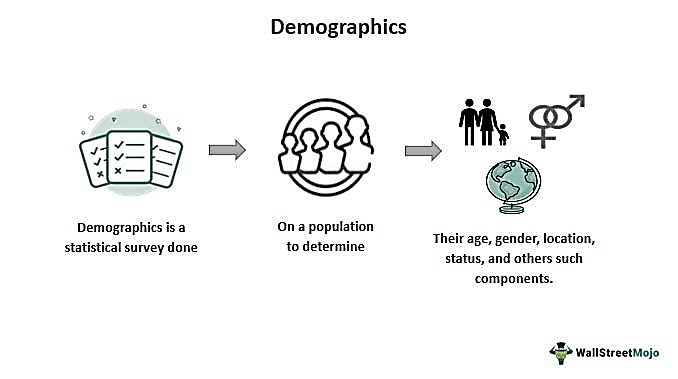 Demographics
Demographics is a
statistical survey done
On a population
to determine
Their age, gender, location,
status, and others such
components.
WallStreetMojo